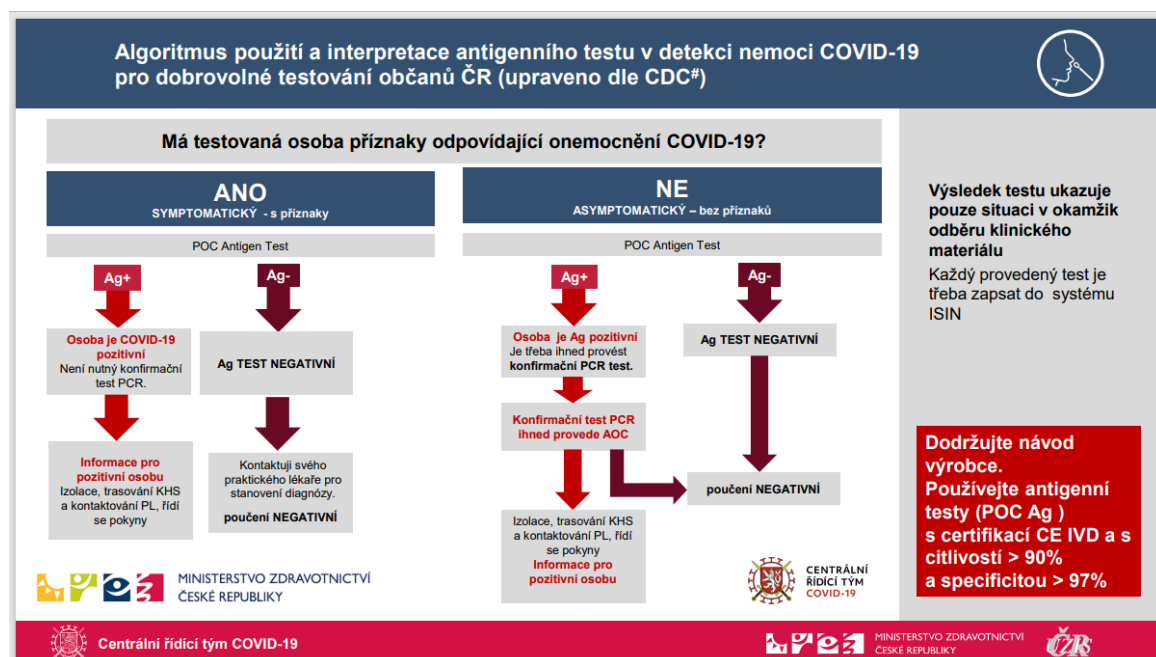 Algoritmus použití a interpretace antigenního testu v detekci nemoci COVID-19
pro dobrovolné testování občanů ČR (upraveno dle CDC#)
Má testovaná osoba příznaky odpovídající onemocnění COVID-19?
ANO
SYMPTOMATICKÝ - s příznaky
POC Antigen Test
Ag+
Ag-
Osoba je COVID-19
pozitivní
Není nutný konfirmační
test PCR.
Ag TEST NEGATIVNÍ
Informace pro
pozitivní osobu
Izolace, trasování KHS
a kontaktování PL, řídí
se pokyny
Kontaktuji svého
praktického lékaře pro
stanovení diagnózy.
poučení NEGATIVNÍ
NE
ASYMPTOMATICKÝ – bez příznaků
POC Antigen Test
Ag+
Ag-
Osoba je Ag pozitivní
Je třeba ihned provést
konfirmační PCR test.
Ag TEST NEGATIVNÍ
Konfirmační test PCR
ihned provede AOC
poučení NEGATIVNÍ
Izolace, trasování KHS
a kontaktování PL, řídí
se pokyny
Informace pro
pozitivní osobu
Výsledek testu ukazuje
pouze situaci v okamžik
odběru klinického
materiálu
Každý provedený test je
třeba zapsat do systému
ISIN
Dodržujte návod
výrobce.
Používejte antigenní
testy (POC Ag )
s certifikací CE IVD a s
citlivostí > 90%
a specificitou > 97%
MINISTERSTVO ZDRAVOTNICTVÍ
ČESKÉ REPUBLIKY
CENTRÁLNÍ
ŘÍDÍCÍ TÝM
COVID-19
Centrální řídící tým COVID-19
MINISTERSTVO ZDRAVOTNICTVÍ
ČESKÉ REPUBLIKY
ÚZIS